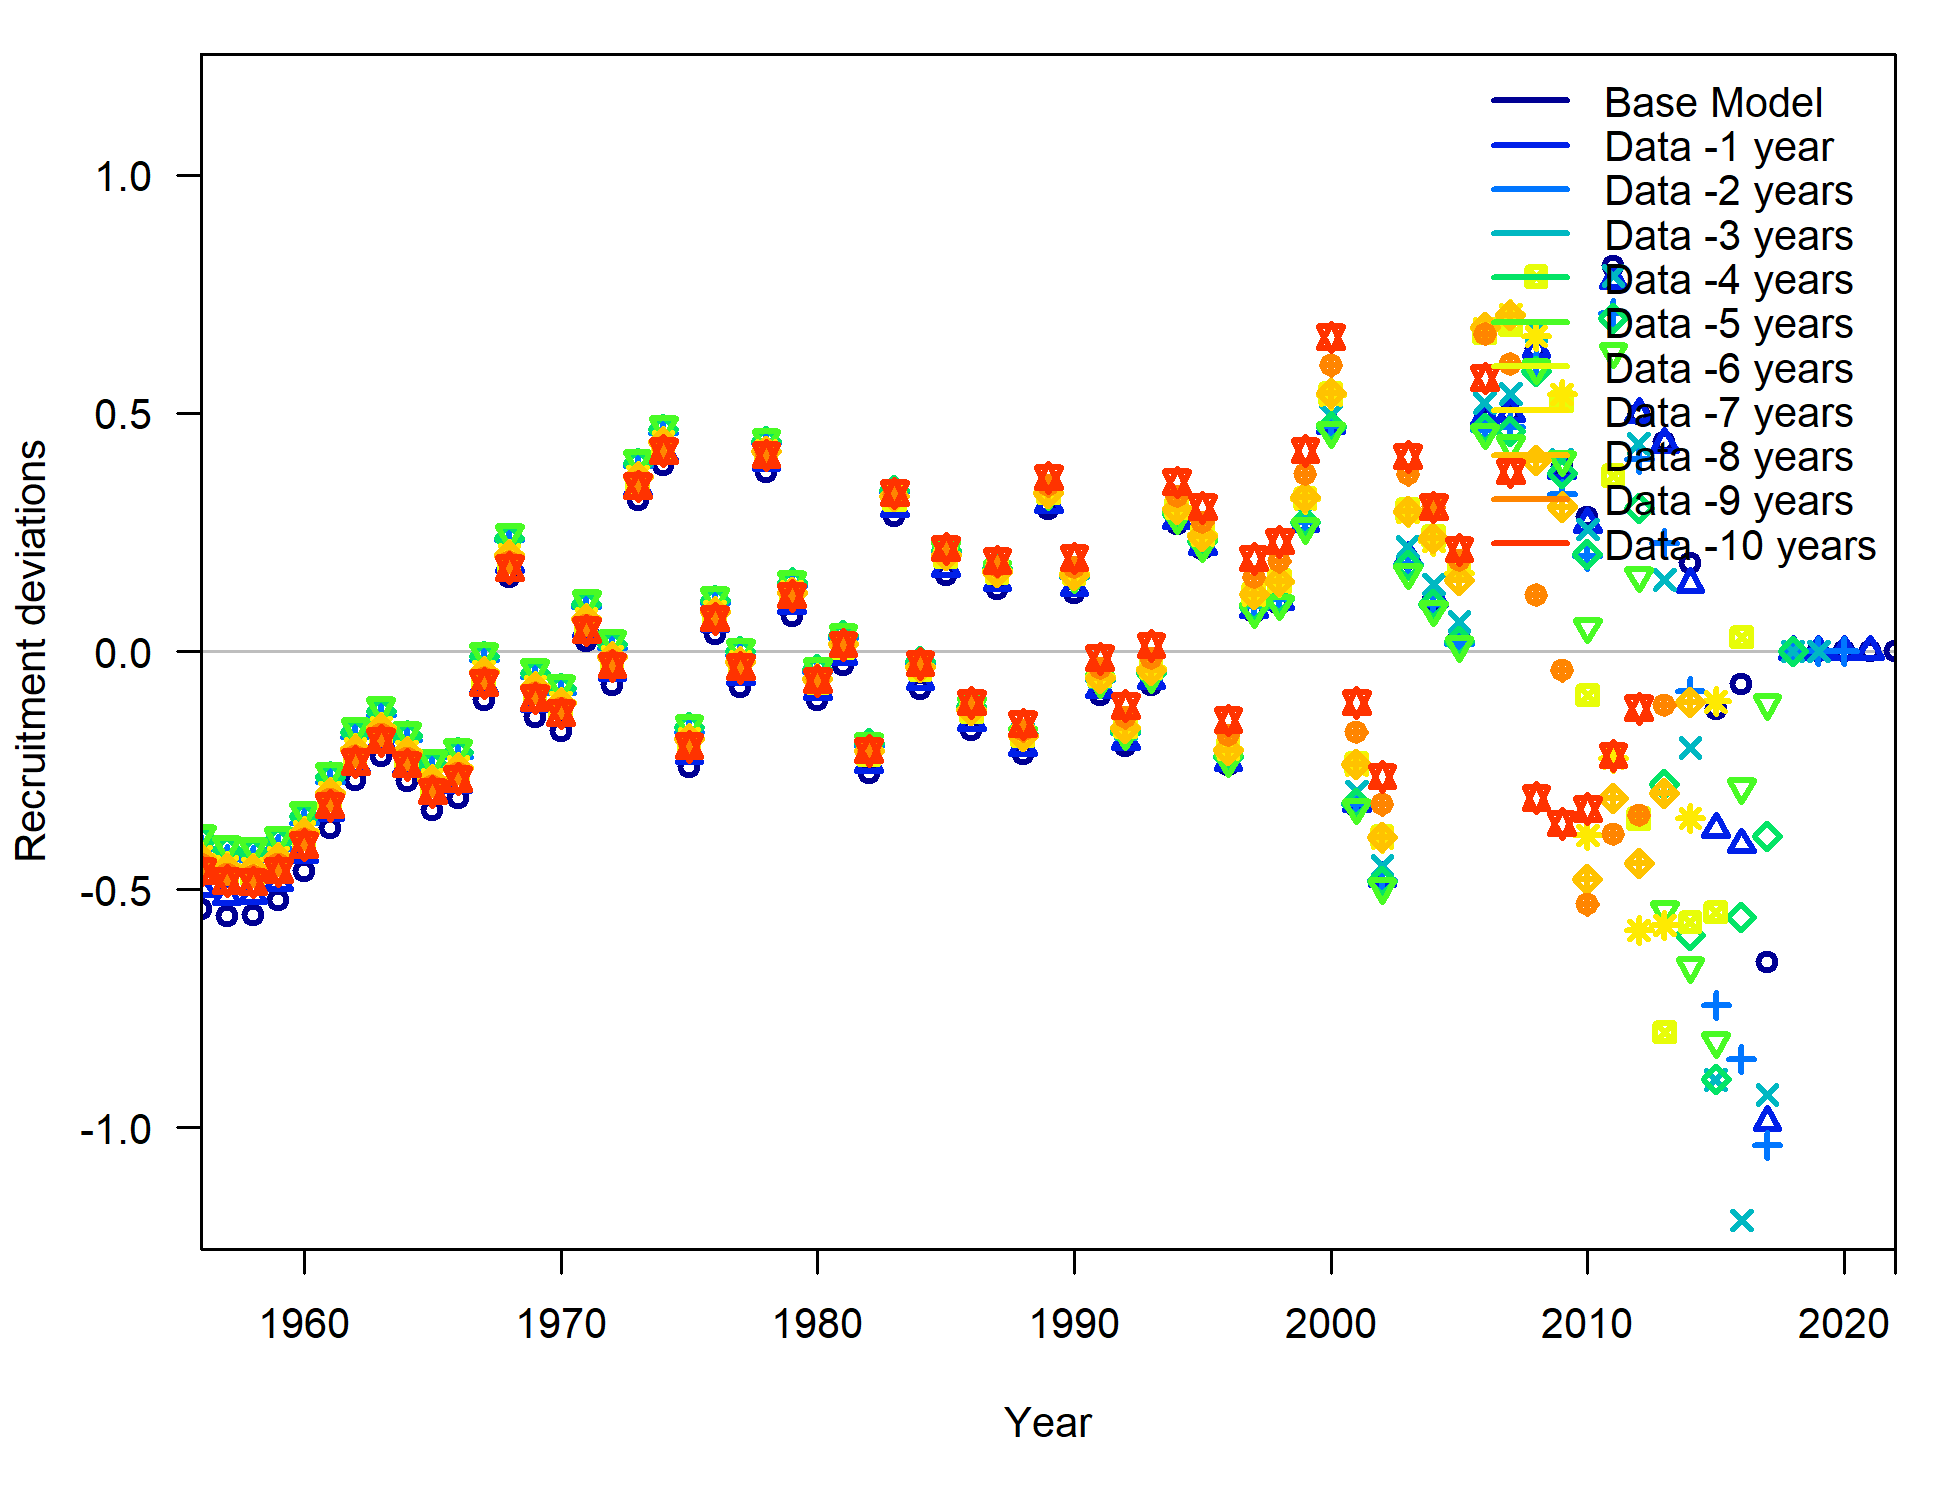 Base Model
Data -1 year
Data -2 years
Data -3 years
Data -4 years
Data -5 years
Data -6 years
Data -7 years
Data -8 years
Data -9 years
Data -10 years
1.0
0.5
0.0
-0.5
-1.0
Recruitment deviations
1960 1970 1980 1990 2000 2010 2020
Year